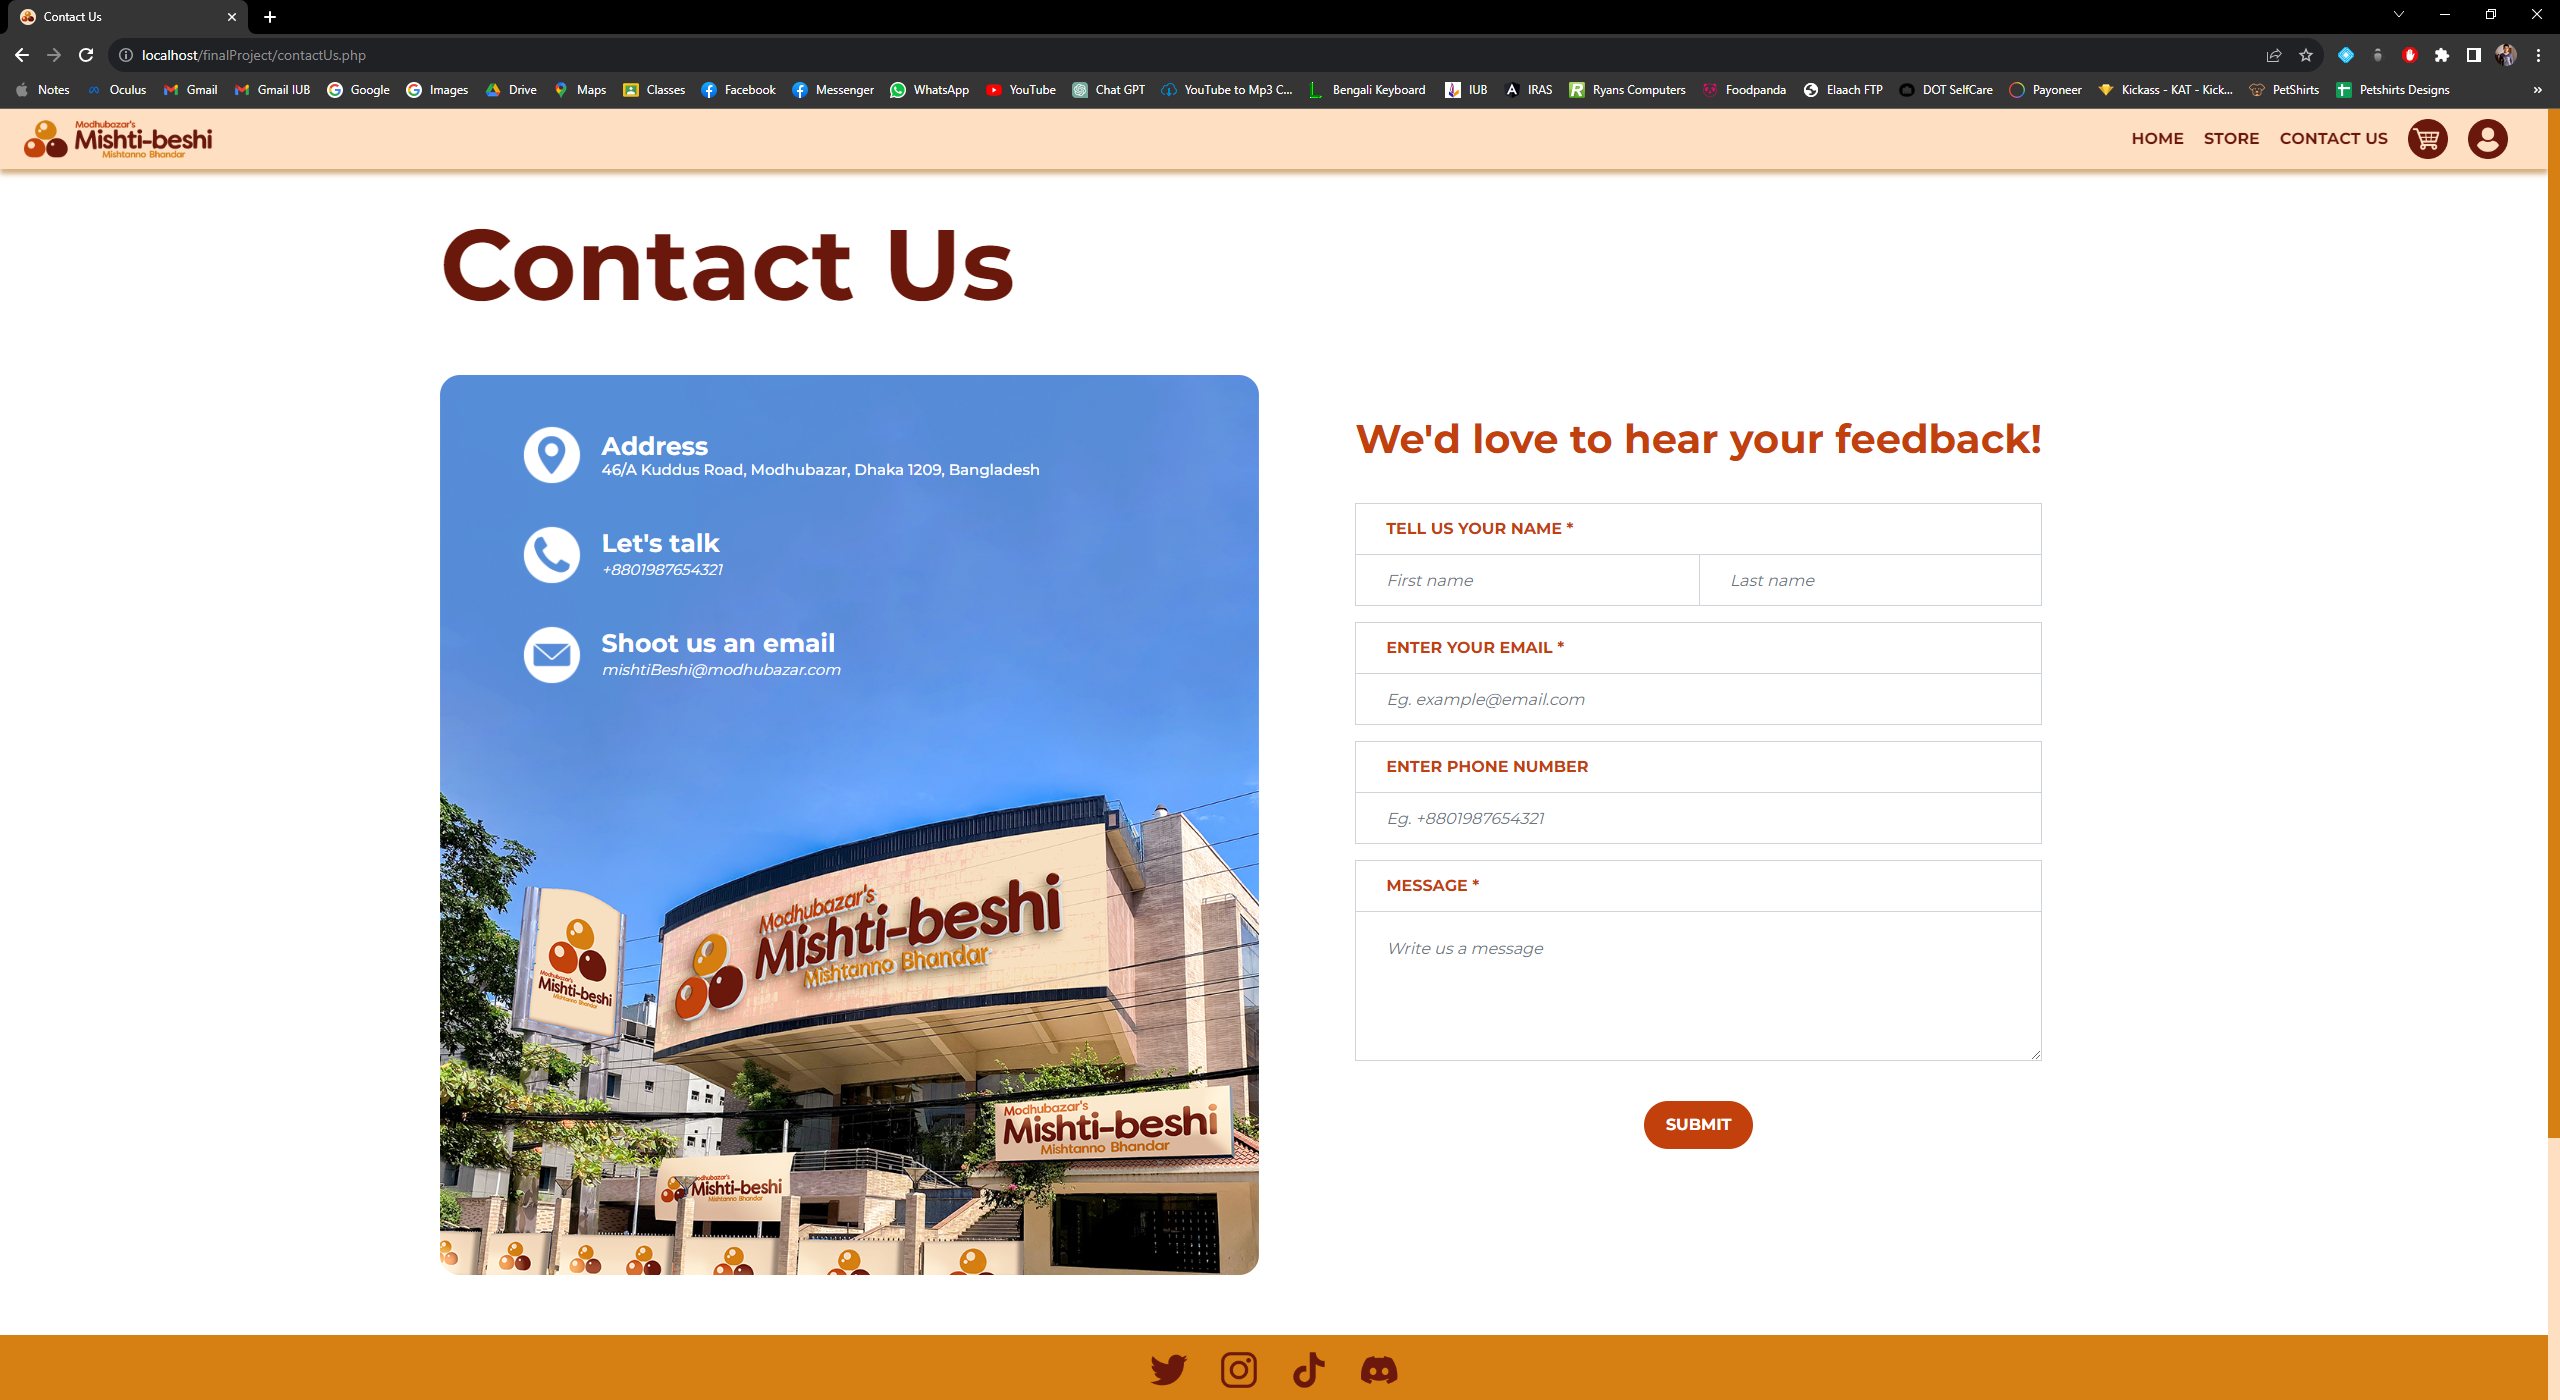 Contact Us
localhost/finalProject/contactUs.php
Notes Oculus Gmail Gmail IUB Google Images Drive Maps Classes Facebook Messenger WhatsApp YouTube Chat GPT YouTube to Mp3 C... Bengali Keyboard IUB IRAS Ryans Computers Foodpanda Elaach FTP DOT SelfCare Payoneer Kickass - KAT - Kick... PetShirts Petshirts Designs »
Modhubazar's
Mishti-beshi
Mishtanno Bhandar
HOME STORE CONTACT US
Contact Us
Address
46/A Kuddus Road, Modhubazar, Dhaka 1209, Bangladesh
Let's talk
+8801987654321
Shoot us an email
mishtiBeshi@modhubazar.com
Modhubazar's
Mishti-beshi
Mishtanno Bhandar
Modhubazar's
Mishti-beshi
Mishtanno Bhandar
Modhubazar's
Mishti-beshi
Mishtanno Bhandar
Modhubazar's
Mishti-beshi
Mishtanno Bhandar
We'd love to hear your feedback!
TELL US YOUR NAME *
First name Last name
ENTER YOUR EMAIL *
Eg. example@email.com
ENTER PHONE NUMBER
Eg. +8801987654321
MESSAGE *
Write us a message
SUBMIT